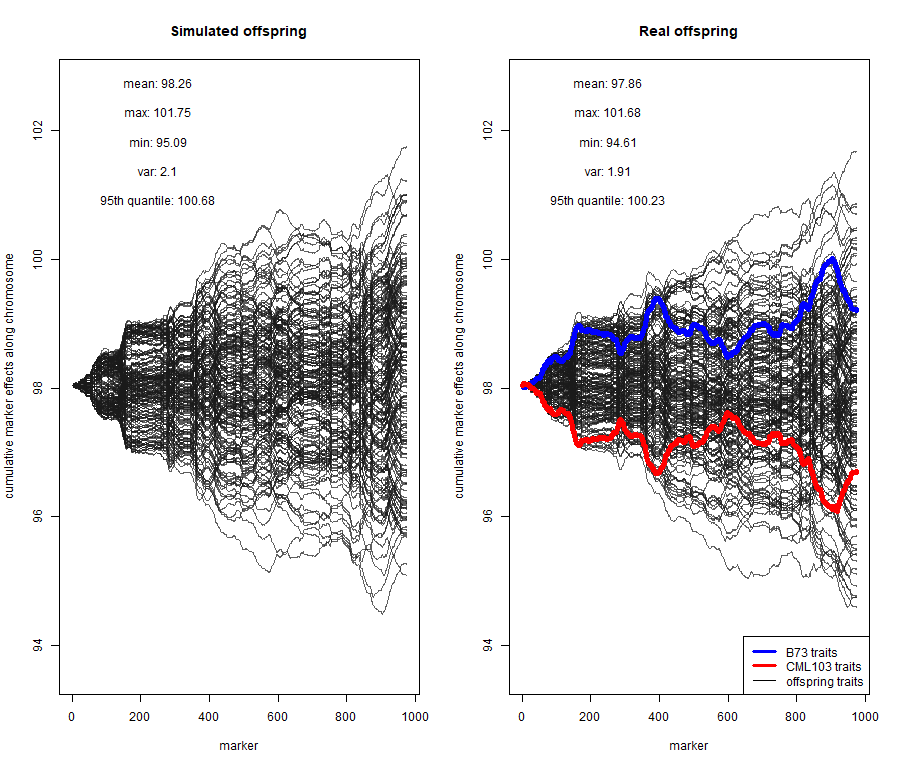 Simulated offspring
mean: 98.26
max: 101.75
min: 95.09
var: 2.1
95th quantile: 100.68
cumulative marker effects along chromosome
94
96
98
100
102
0
200
400
600
800
1000
marker
Real offspring
mean: 97.86
max: 101.68
min: 94.61
var: 1.91
95th quantile: 100.23
cumulative marker effects along chromosome
94
96
98
100
102
B73 traits
CML103 traits
offspring traits
0
200
400
600
800
1000
marker